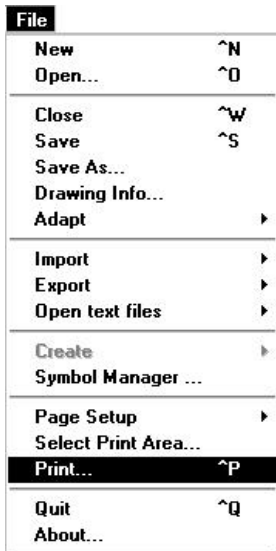 File
New ^N
Open... ^O
Close ^W
Save ^S
Save As...
Drawing Info...
Adapt
Import
Export
Open text files
Create
Symbol Manager ...
Page Setup
Select Print Area...
Print... ^P
Quit ^Q
About...